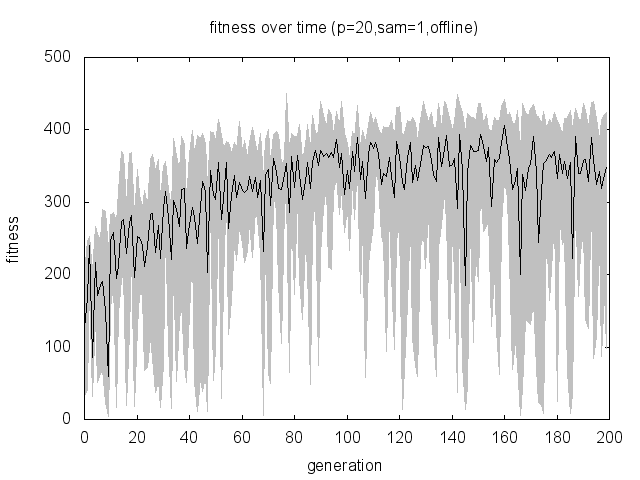 fitness over time (p=20,sam=1,offline)
500
400
300
200
100
0
fitness
0 20 40 60 80 100 120 140 160 180 200
generation